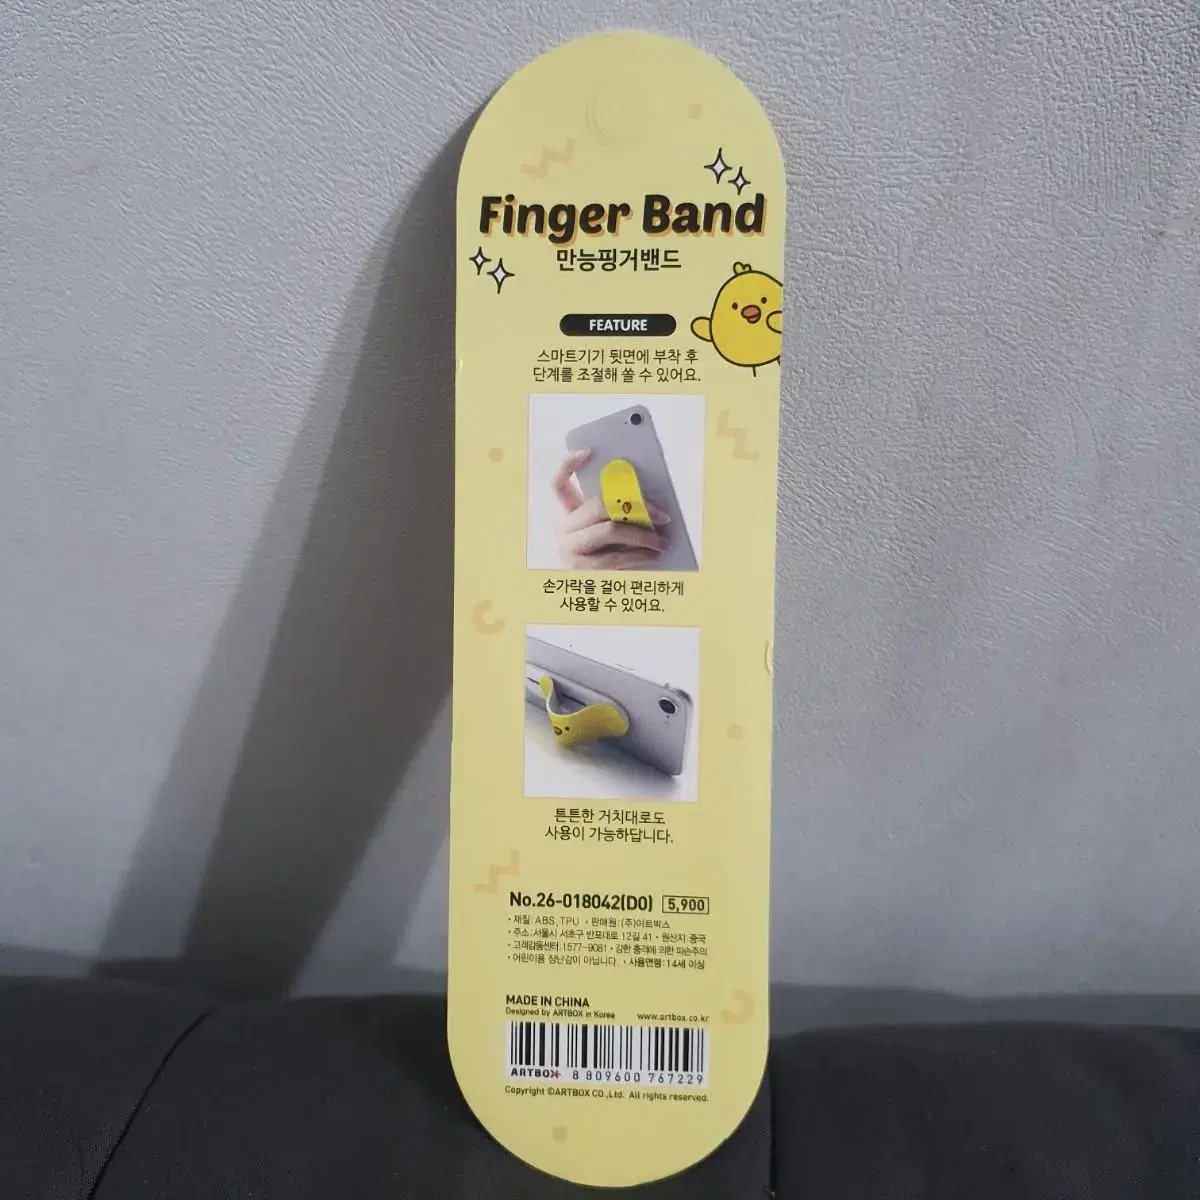 Finger Band
만능핑거밴드
FEATURE
스마트기기 뒷면에 부착 후
단계를 조절해 쓸 수 있어요.
손가락을 걸어 편리하게
사용할 수 있어요.
튼튼한 거치대로도
사용이 가능하답니다.
No.26-018042(D0) 5,900
• 재질: ABS, TPU • 판매원: (주)아트박스
• 주소: 서울시 서초구 반포대로 12길 41 • 원산지: 중국
• 고객감동센터: 1577-9081 • 강한 충격에 의한 파손주의
• 어린이용 장난감이 아닙니다. • 사용연령: 14세 이상
MADE IN CHINA
Designed by ARTBOX in Korea www.artbox.co.kr
ARTBOX 8 809600 767229
Copyright ©ARTBOX CO.,Ltd. All rights reserved.